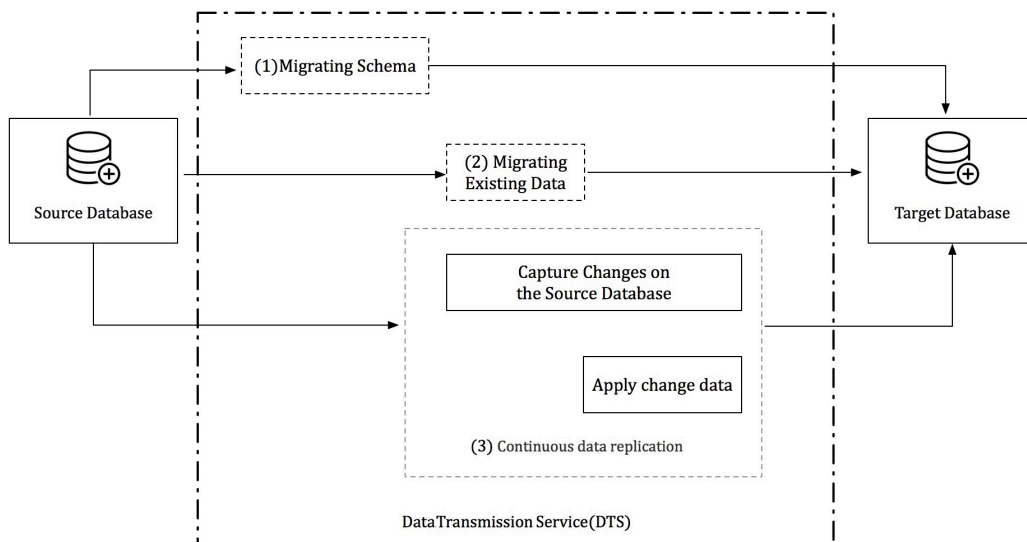 (1)Migrating Schema
(2) Migrating
Existing Data
Source Database
Target Database
Capture Changes on
the Source Database
Apply change data
(3) Continuous data replication
DataTransmission Service(DTS)